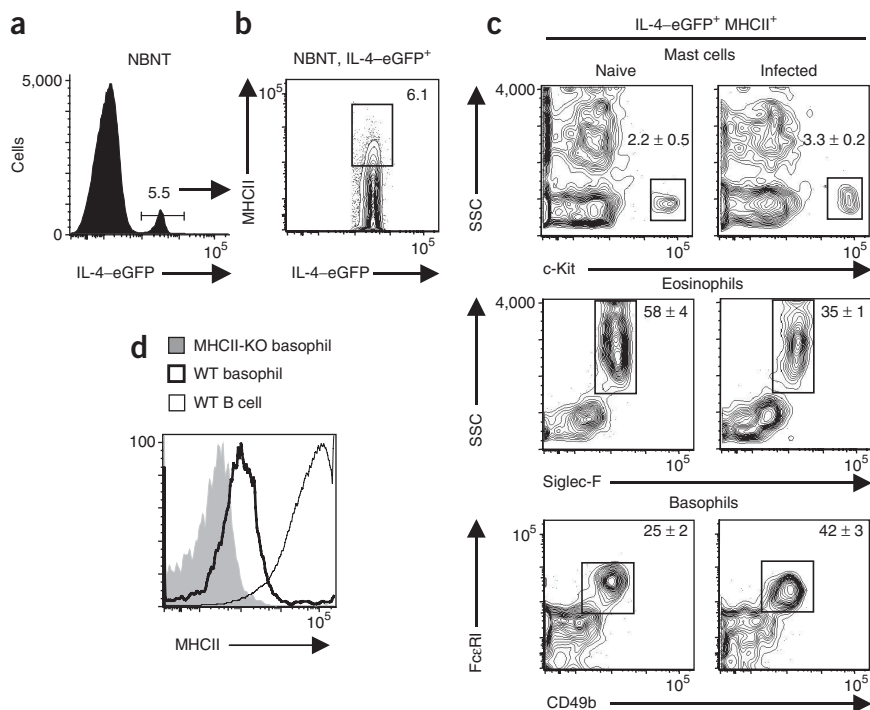 a
NBNT
5,000
Cells
0
5.5
10^5
IL-4–eGFP
b
NBNT, IL-4–eGFP+
10^5
6.1
MHCII
10^5
IL-4–eGFP
c
IL-4–eGFP+ MHCII+
Mast cells
Naive
Infected
4,000
2.2 ± 0.5
3.3 ± 0.2
SSC
10^5
10^5
c-Kit
Eosinophils
4,000
58 ± 4
35 ± 1
SSC
10^5
10^5
Siglec-F
Basophils
10^5
25 ± 2
42 ± 3
FcεRI
10^5
10^5
CD49b
d
MHCII-KO basophil
WT basophil
WT B cell
100
10^5
MHCII